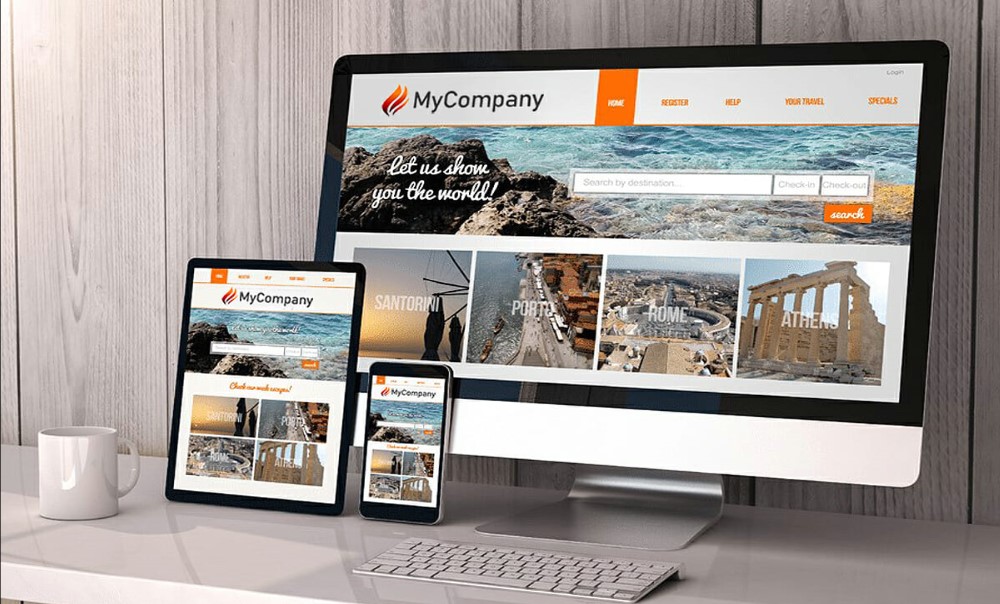 Login
MyCompany
HOME REGISTER HELP YOUR TRAVEL SPECIALS
Let us show
you the world!
Search by destination... Check-in Check-out
search
SANTORINI PORTO ROME ATHENS
HOME REGISTER HELP YOUR TRAVEL SPECIALS
MyCompany
Let us show you the world!
search
Check our week escapes!
SANTORINI PORTO
ROME ATHENS
MyCompany